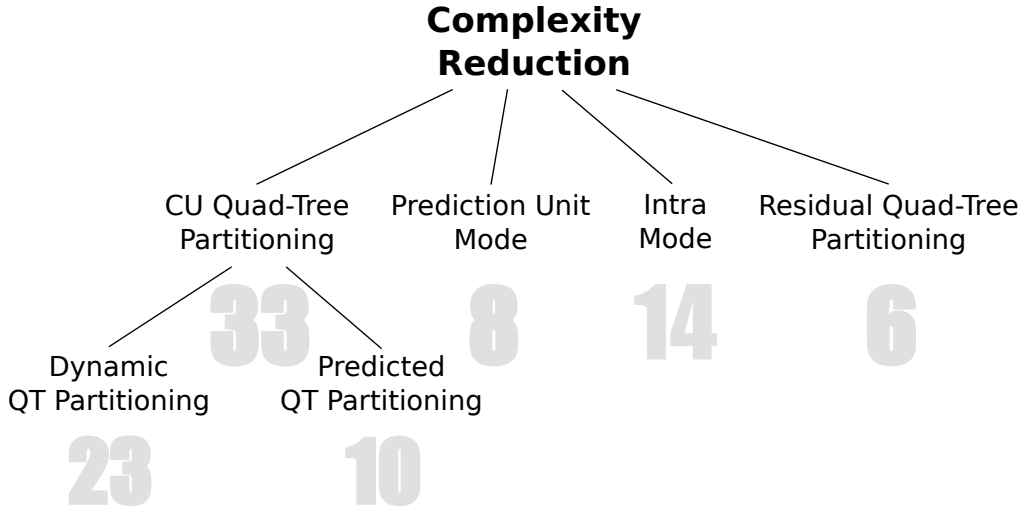 Complexity
Reduction
CU Quad-Tree
Partitioning
Prediction Unit
Mode
Intra
Mode
Residual Quad-Tree
Partitioning
33
8
14
6
Dynamic
QT Partitioning
Predicted
QT Partitioning
23
10